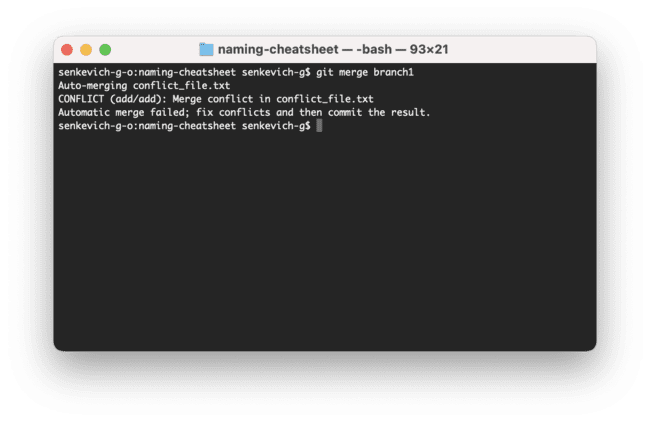 naming-cheatsheet — -bash — 93×21
senkevich-g-o:naming-cheatsheet senkevich-g$ git merge branch1
Auto-merging conflict_file.txt
CONFLICT (add/add): Merge conflict in conflict_file.txt
Automatic merge failed; fix conflicts and then commit the result.
senkevich-g-o:naming-cheatsheet senkevich-g$